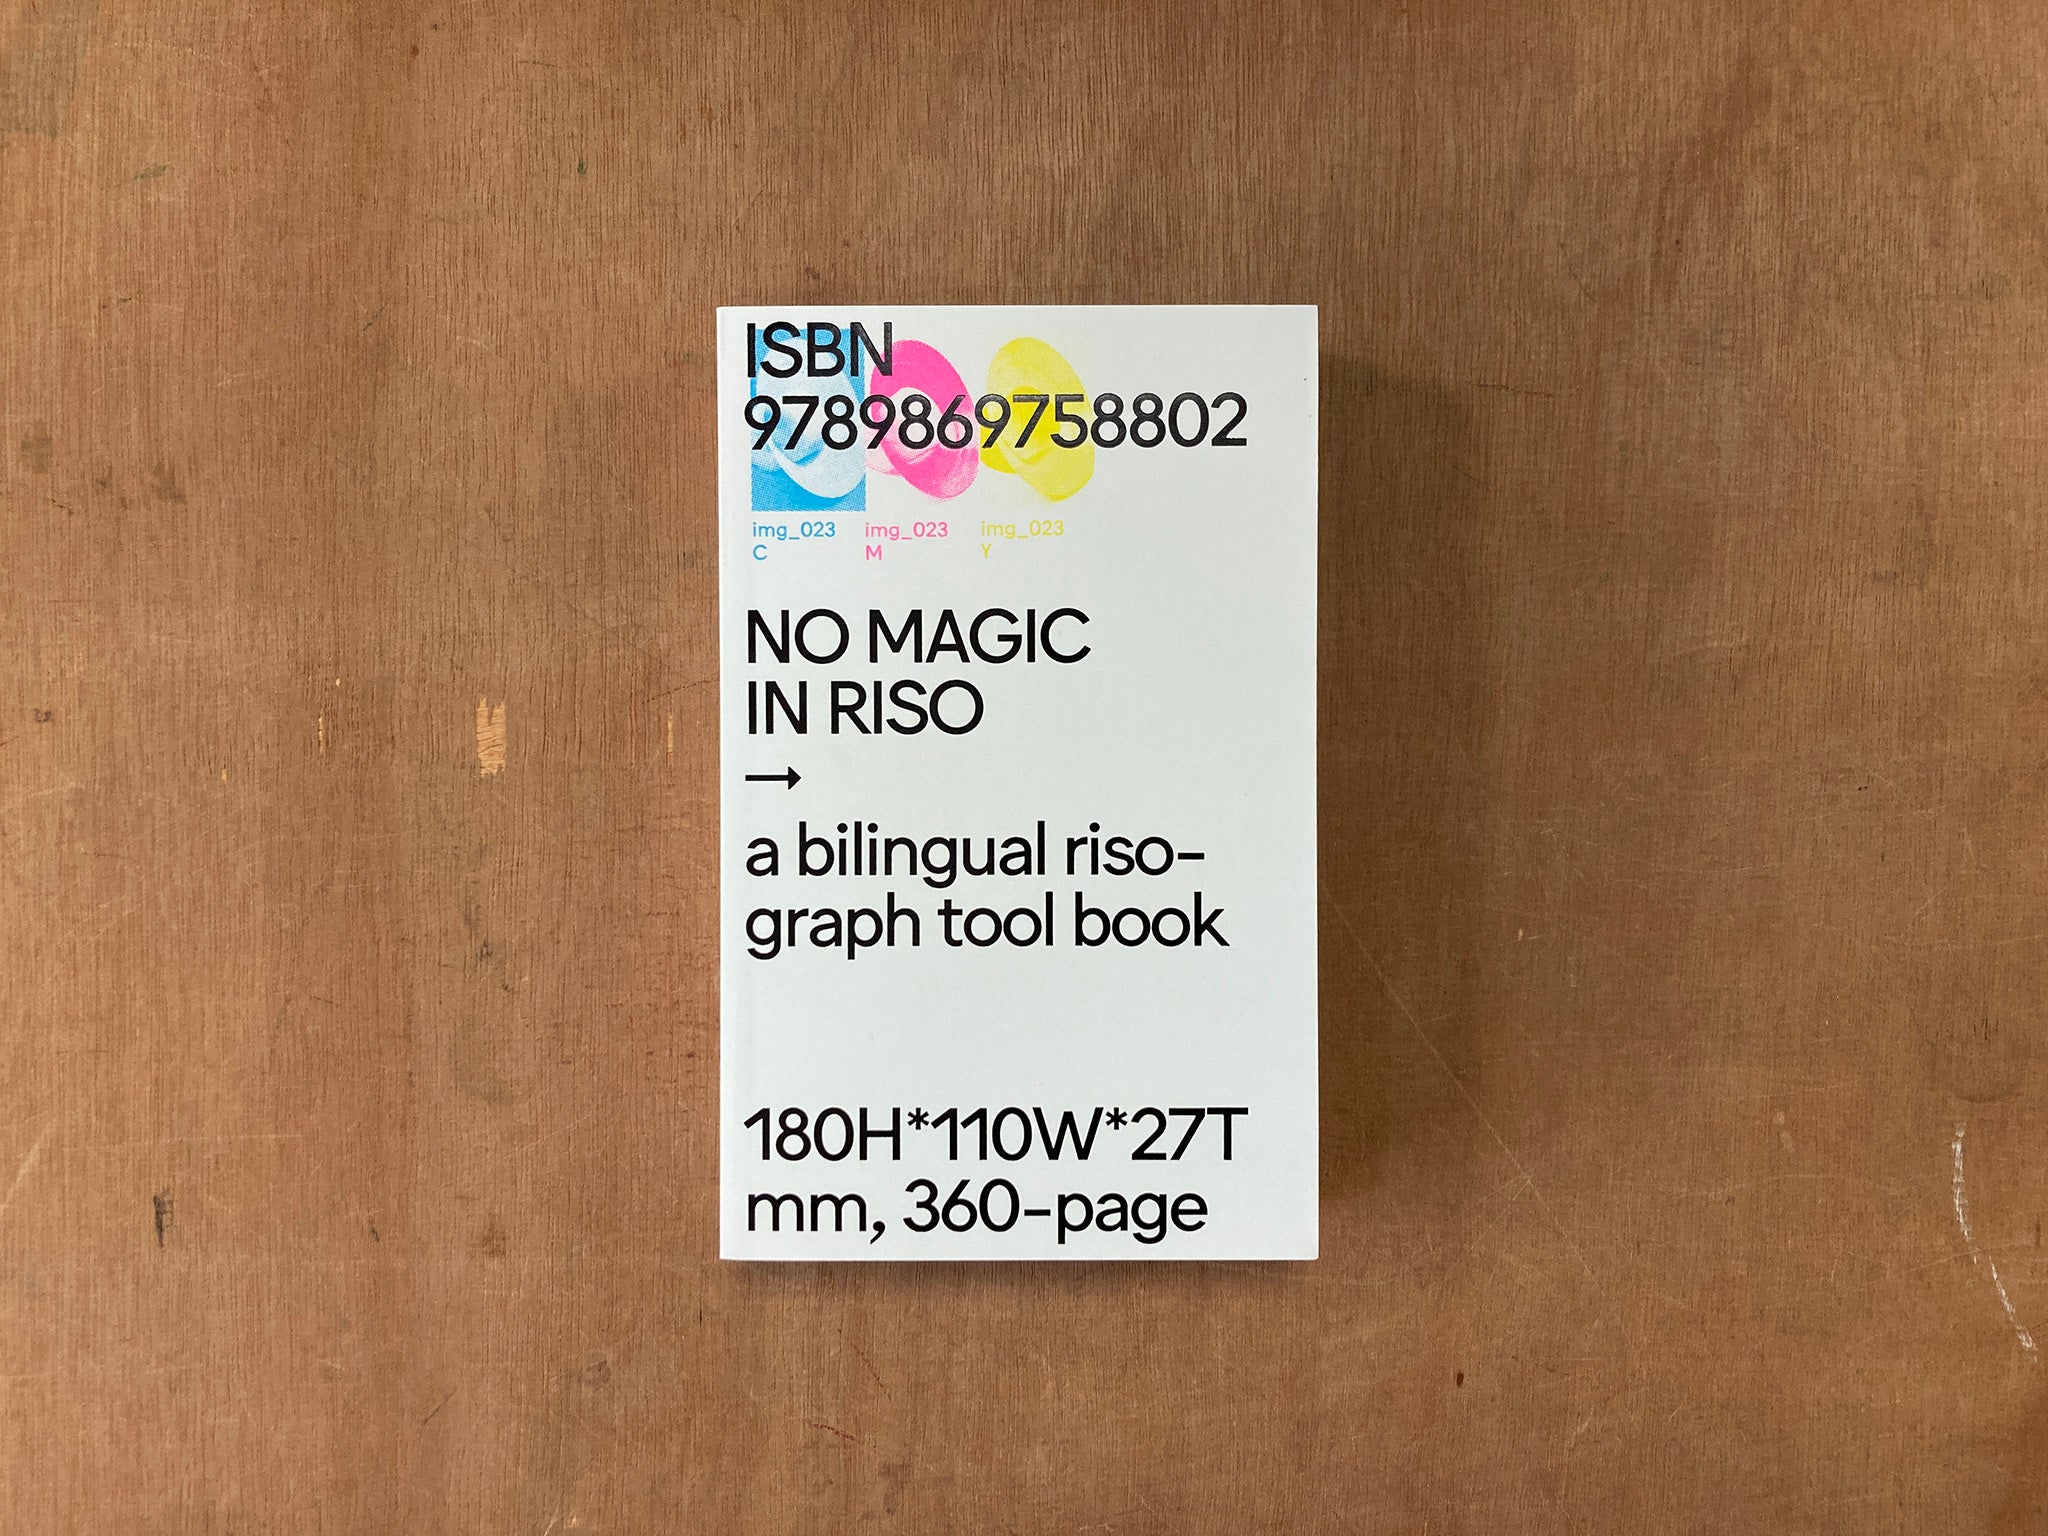 ISBN
9789869758802
img_023 img_023 img_023
C M Y
NO MAGIC
IN RISO
→
a bilingual riso-
graph tool book
180H*110W*27T
mm, 360-page